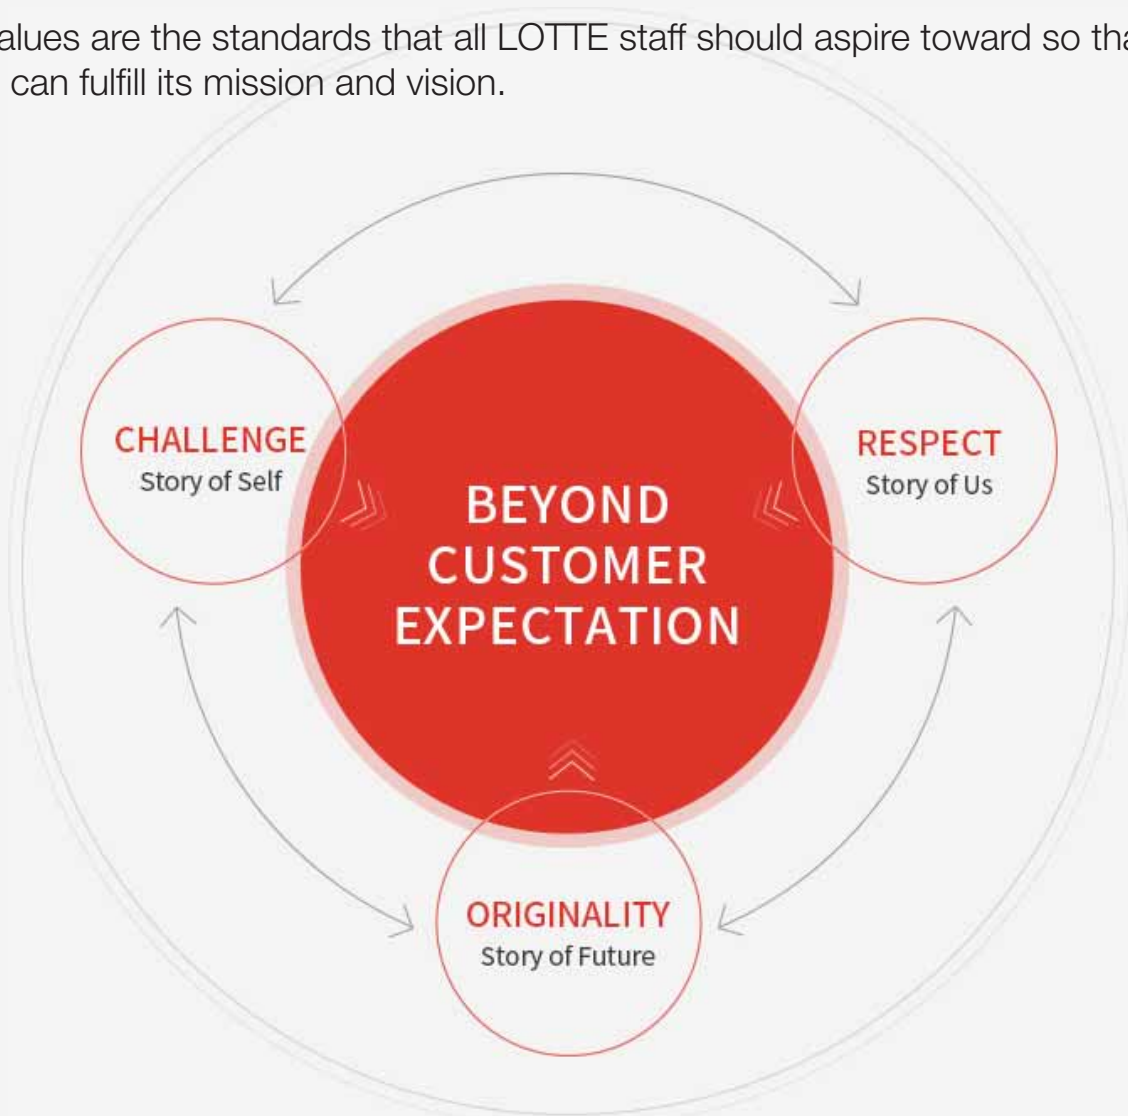 alues are the standards that all LOTTE staff should aspire toward so tha
can fulfill its mission and vision.
CHALLENGE
Story of Self
RESPECT
Story of Us
BEYOND
CUSTOMER
EXPECTATION
ORIGINALITY
Story of Future